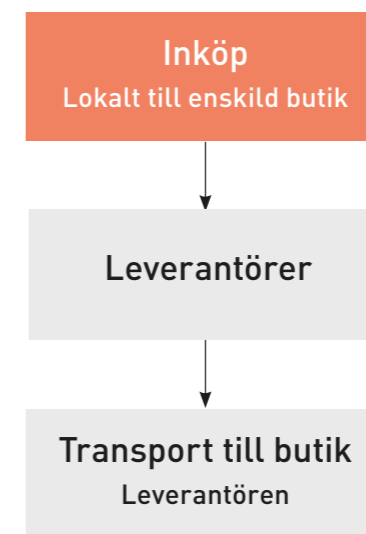 Inköp
Lokalt till enskild butik
Leverantörer
Transport till butik
Leverantören